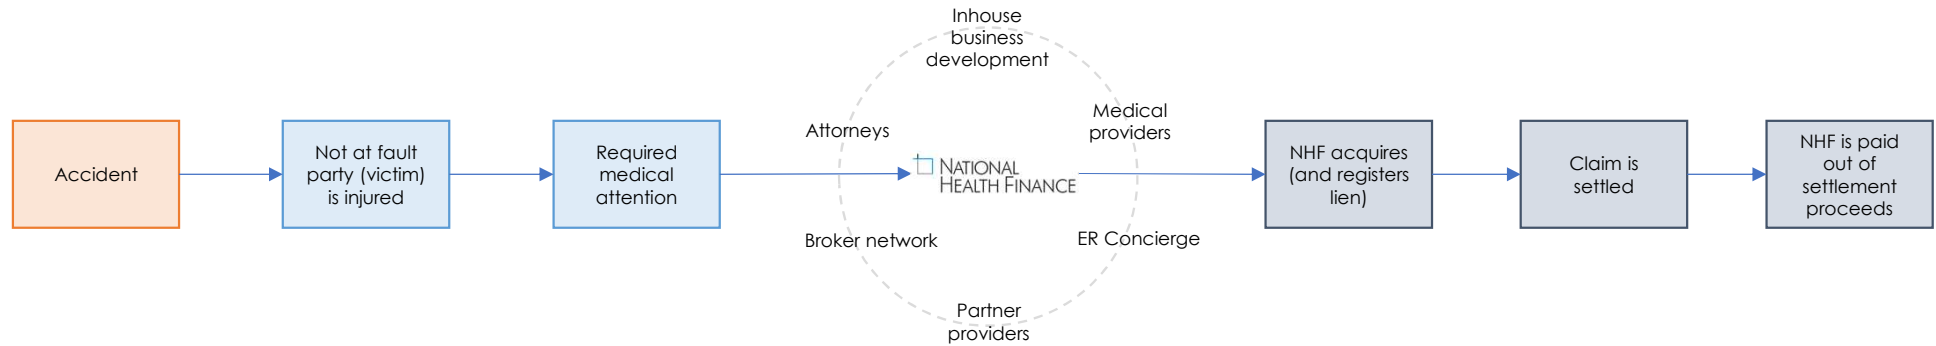 Inhouse
business
development
Attorneys
Medical
providers
Accident
Not at fault
party (victim)
is injured
Required
medical
attention
NATIONAL
HEALTH FINANCE
NHF acquires
(and registers
lien)
Claim is
settled
NHF is paid
out of
settlement
proceeds
Broker network
ER Concierge
Partner
providers